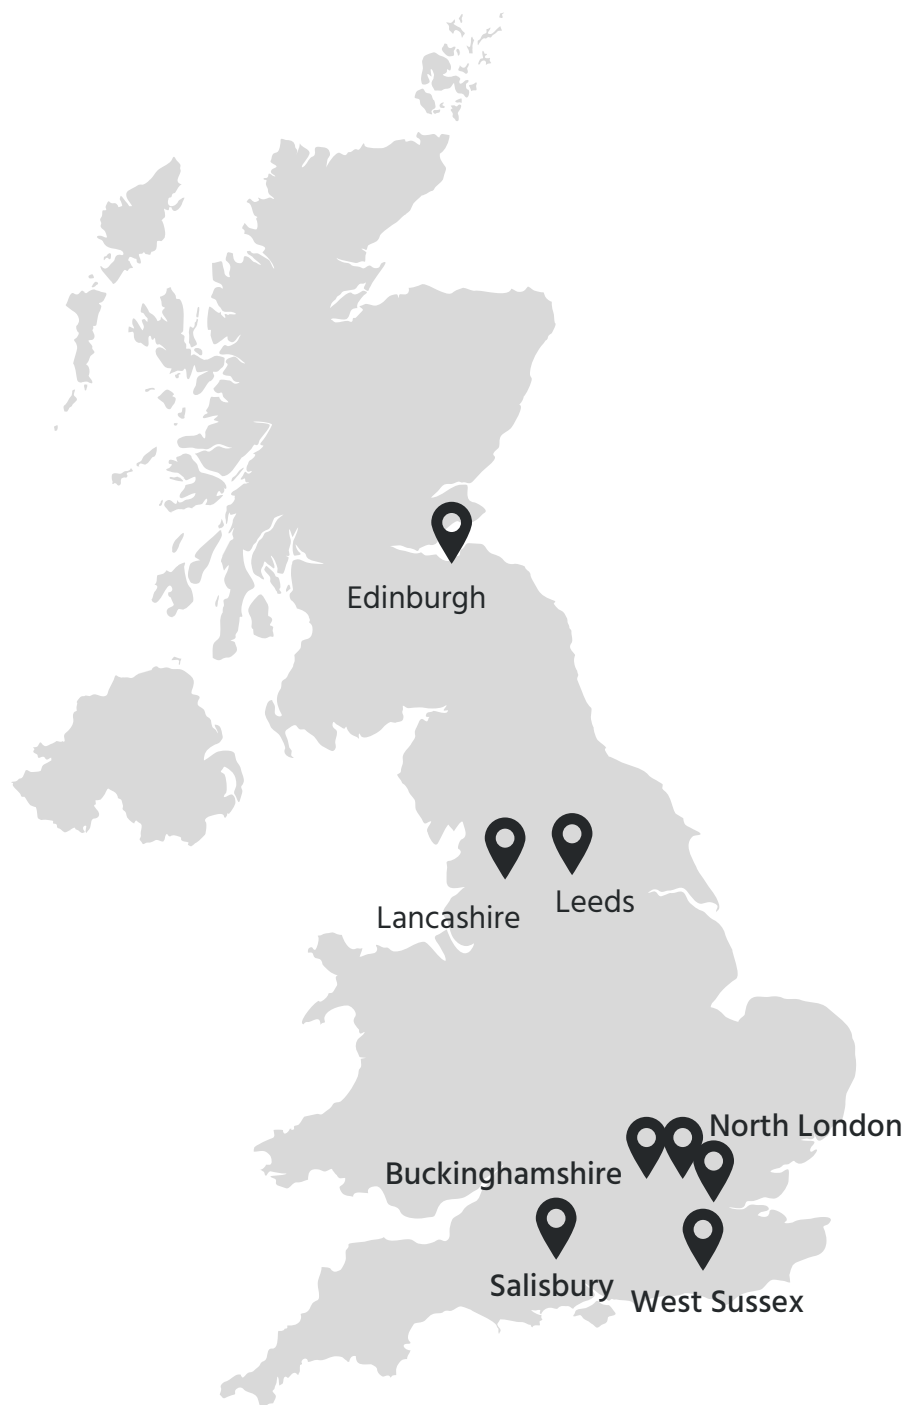 Edinburgh
Leeds
Lancashire
North London
Buckinghamshire
Salisbury
West Sussex